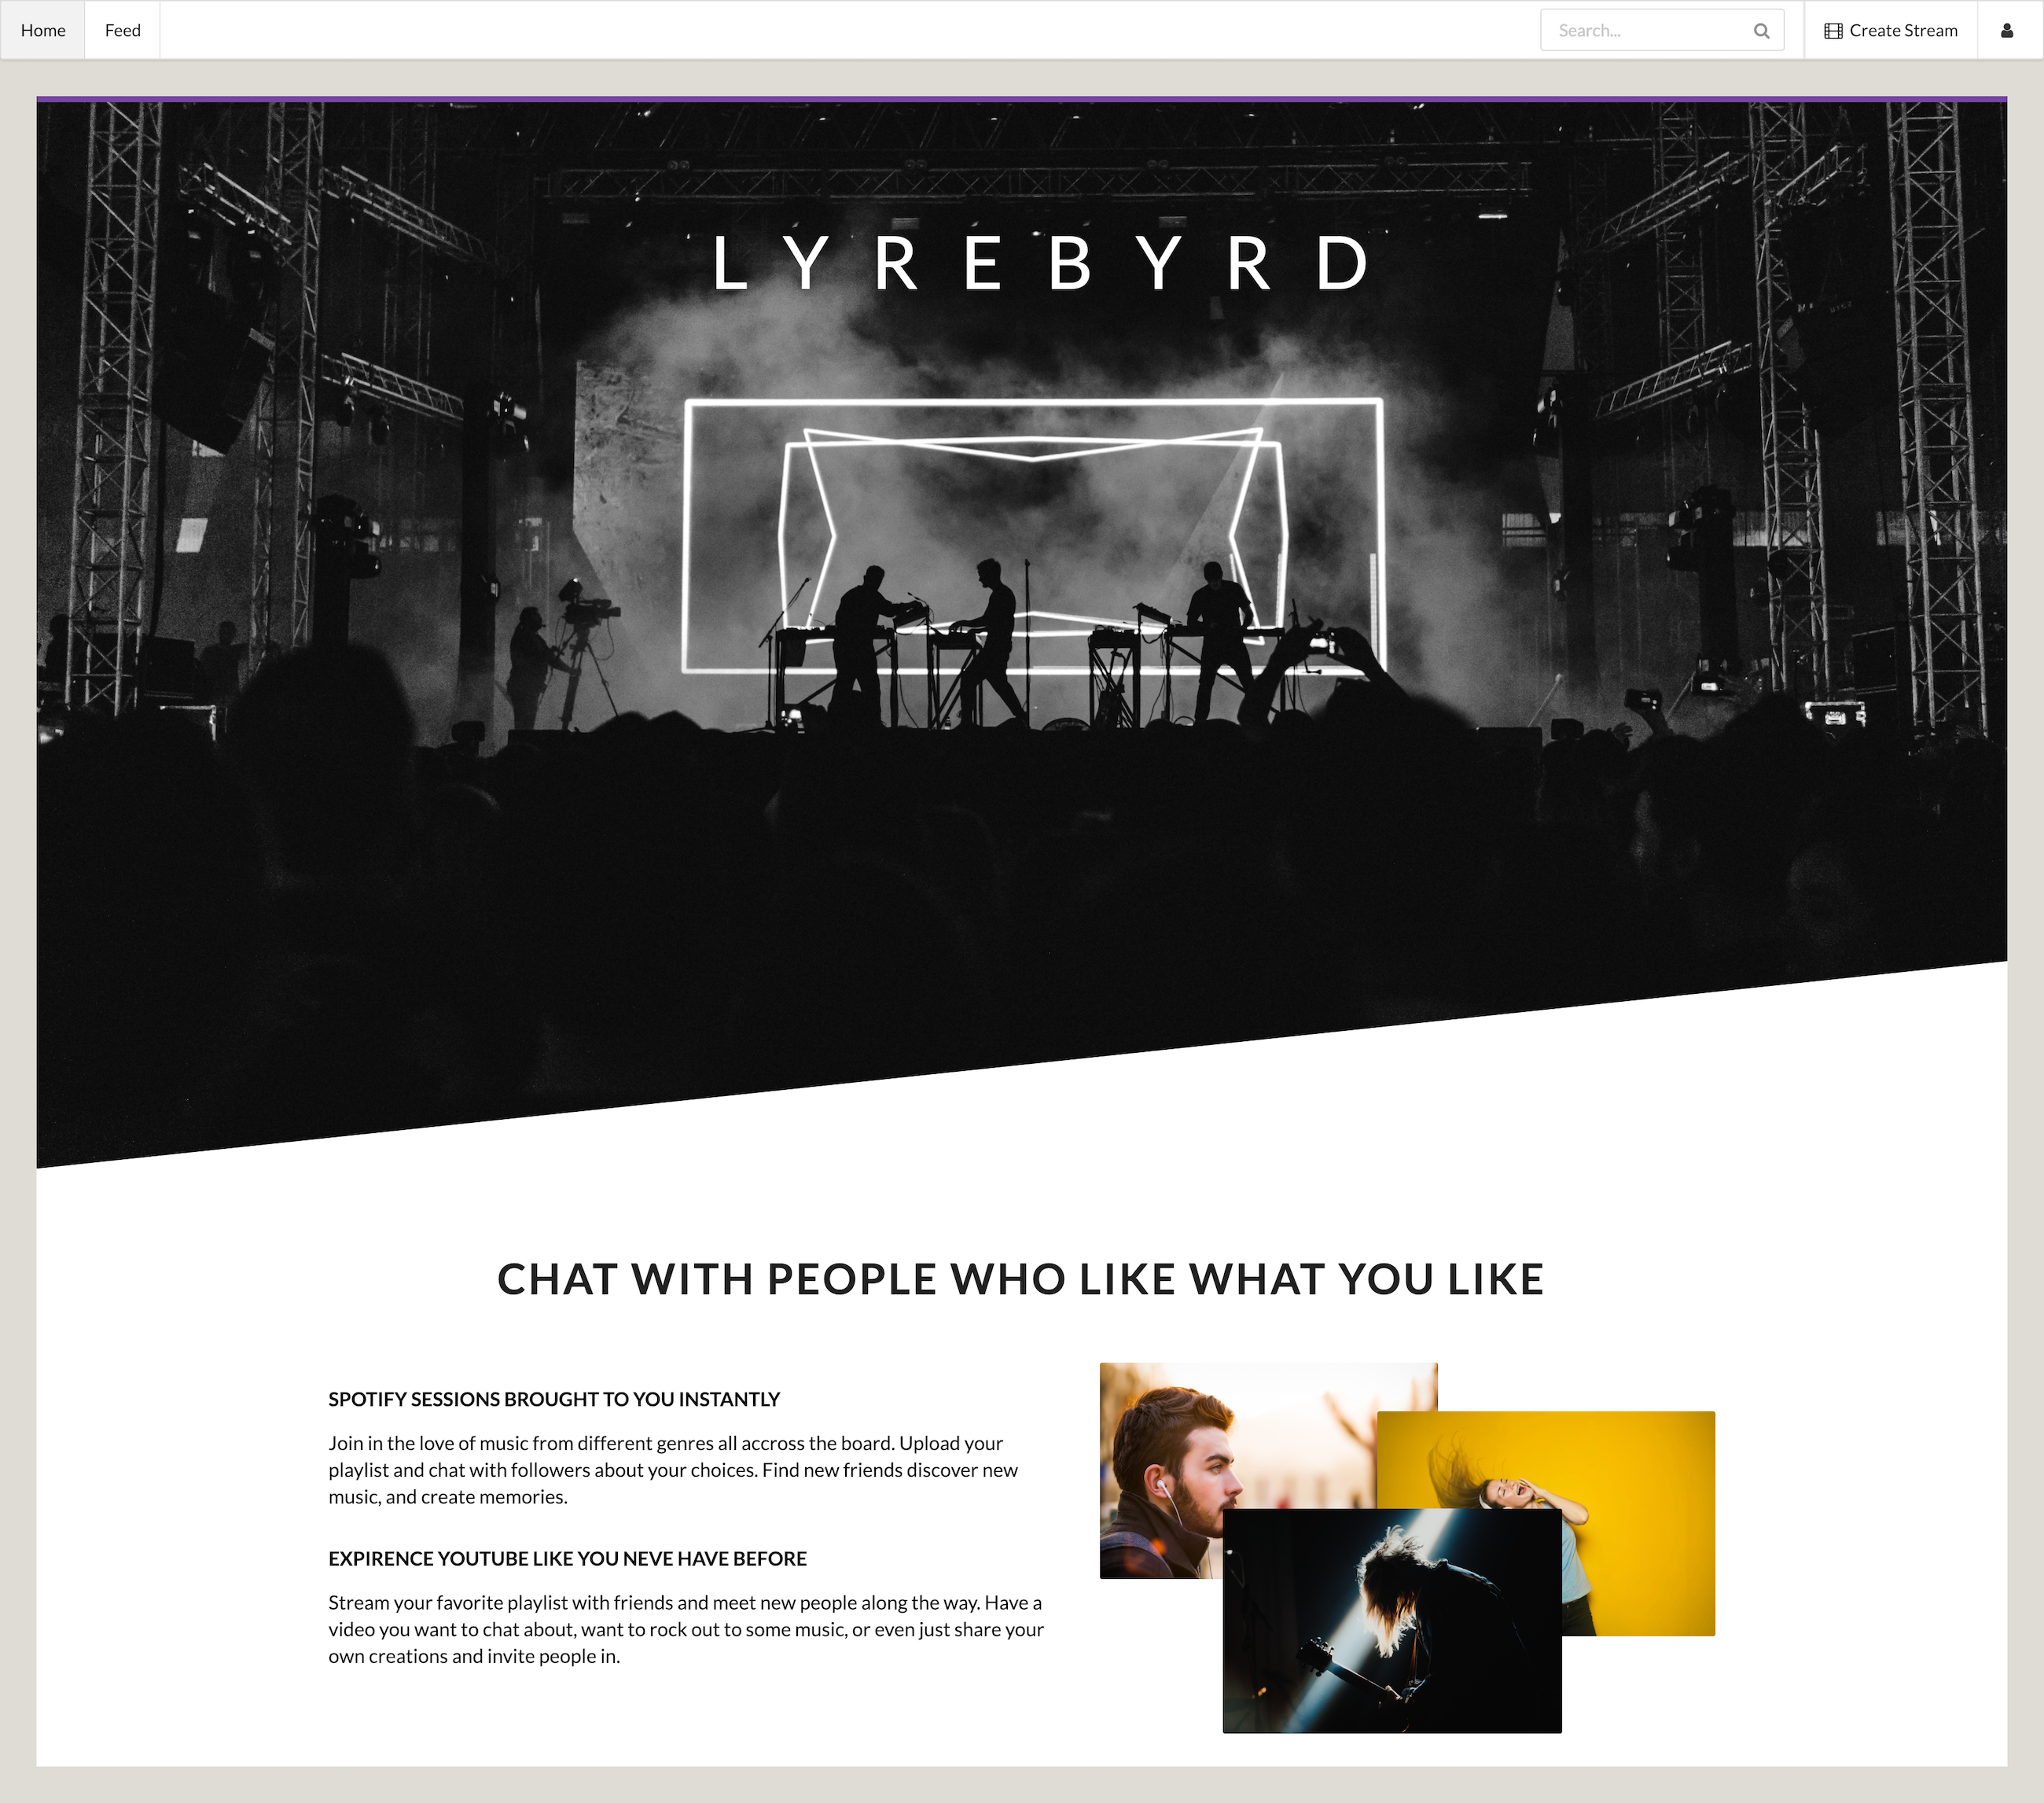 Home
Feed
Search...
Create Stream
L Y R E B Y R D
CHAT WITH PEOPLE WHO LIKE WHAT YOU LIKE
SPOTIFY SESSIONS BROUGHT TO YOU INSTANTLY
Join in the love of music from different genres all accross the board. Upload your
playlist and chat with followers about your choices. Find new friends discover new
music, and create memories.
EXPIRENCE YOUTUBE LIKE YOU NEVE HAVE BEFORE
Stream your favorite playlist with friends and meet new people along the way. Have a
video you want to chat about, want to rock out to some music, or even just share your
own creations and invite people in.